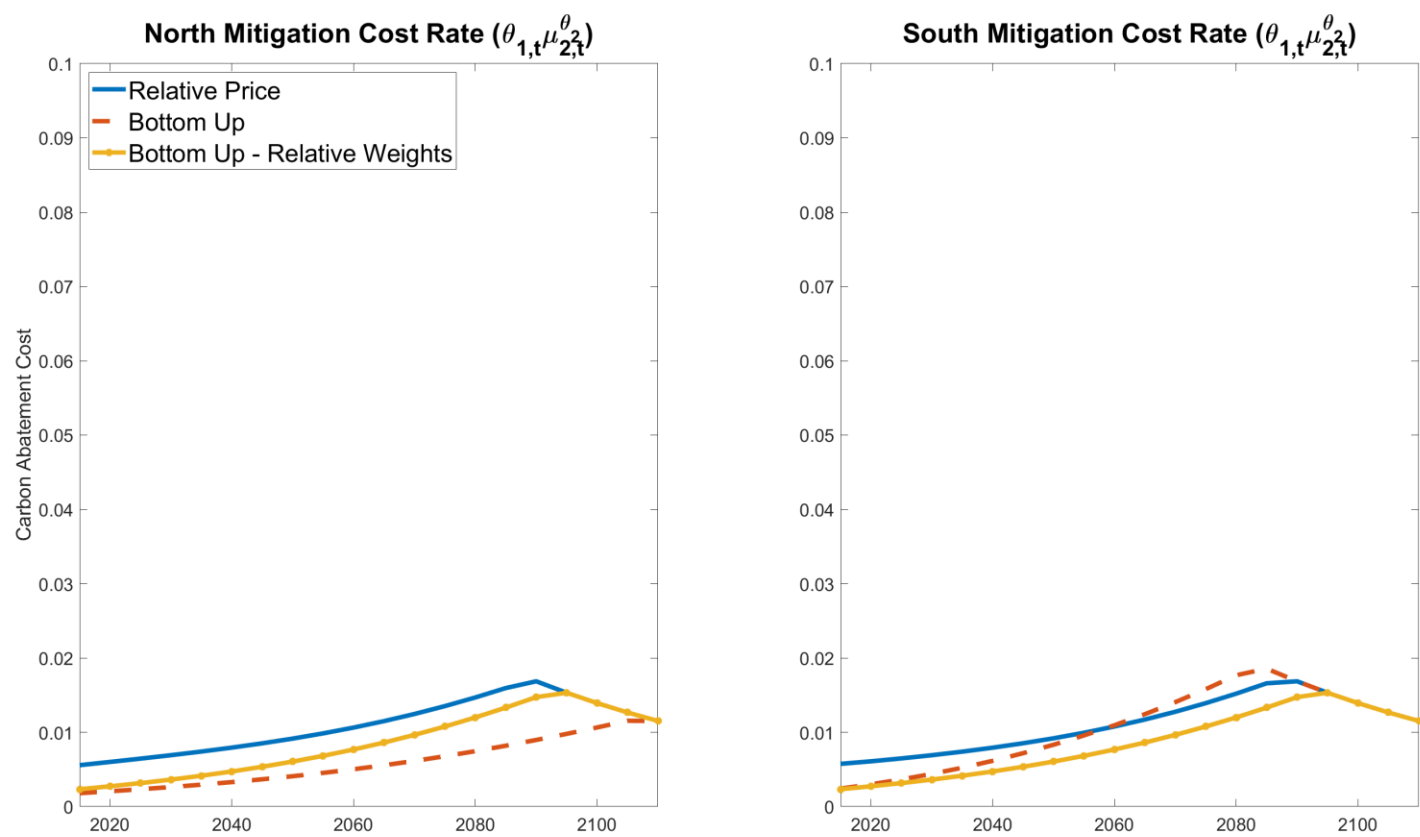 North Mitigation Cost Rate (θ1,tμ2,t^θ2)
0.1
0.09
0.08
0.07
0.06
0.05
0.04
0.03
0.02
0.01
0
Carbon Abatement Cost
Relative Price
Bottom Up
Bottom Up - Relative Weights
2020 2040 2060 2080 2100
South Mitigation Cost Rate (θ1,tμ2,t^θ2)
0.1
0.09
0.08
0.07
0.06
0.05
0.04
0.03
0.02
0.01
0
2020 2040 2060 2080 2100